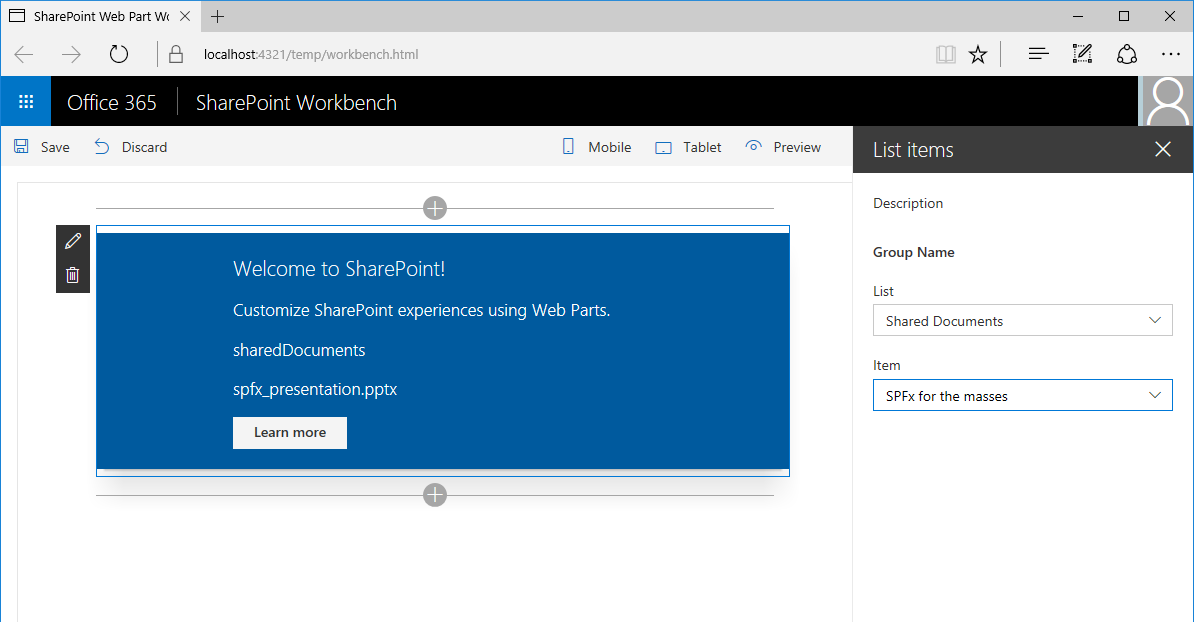 SharePoint Web Part Wo
localhost:4321/temp/workbench.html
Office 365 SharePoint Workbench
Save Discard Mobile Tablet Preview
List items
Description
Group Name
List
Shared Documents
Item
SPFx for the masses
Welcome to SharePoint!
Customize SharePoint experiences using Web Parts.
sharedDocuments
spfx_presentation.pptx
Learn more